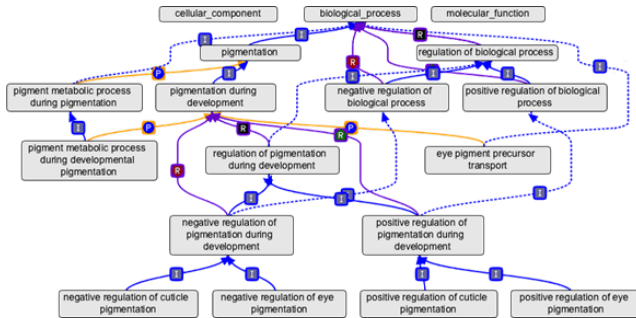 cellular_component
biological_process
molecular_function
I
I
R
I
pigmentation
regulation of biological process
P
I
R
I
I
I
I
I
pigment metabolic process
during pigmentation
pigmentation during
development
negative regulation of
biological process
positive regulation of biological
process
I
P
R
R
P
pigment metabolic process
during developmental
pigmentation
regulation of pigmentation
during development
eye pigment precursor
transport
R
I
I
I
I
negative regulation of
pigmentation during
development
positive regulation of
pigmentation during
development
I
I
I
I
negative regulation of cuticle
pigmentation
negative regulation of eye
pigmentation
positive regulation of cuticle
pigmentation
positive regulation of eye
pigmentation